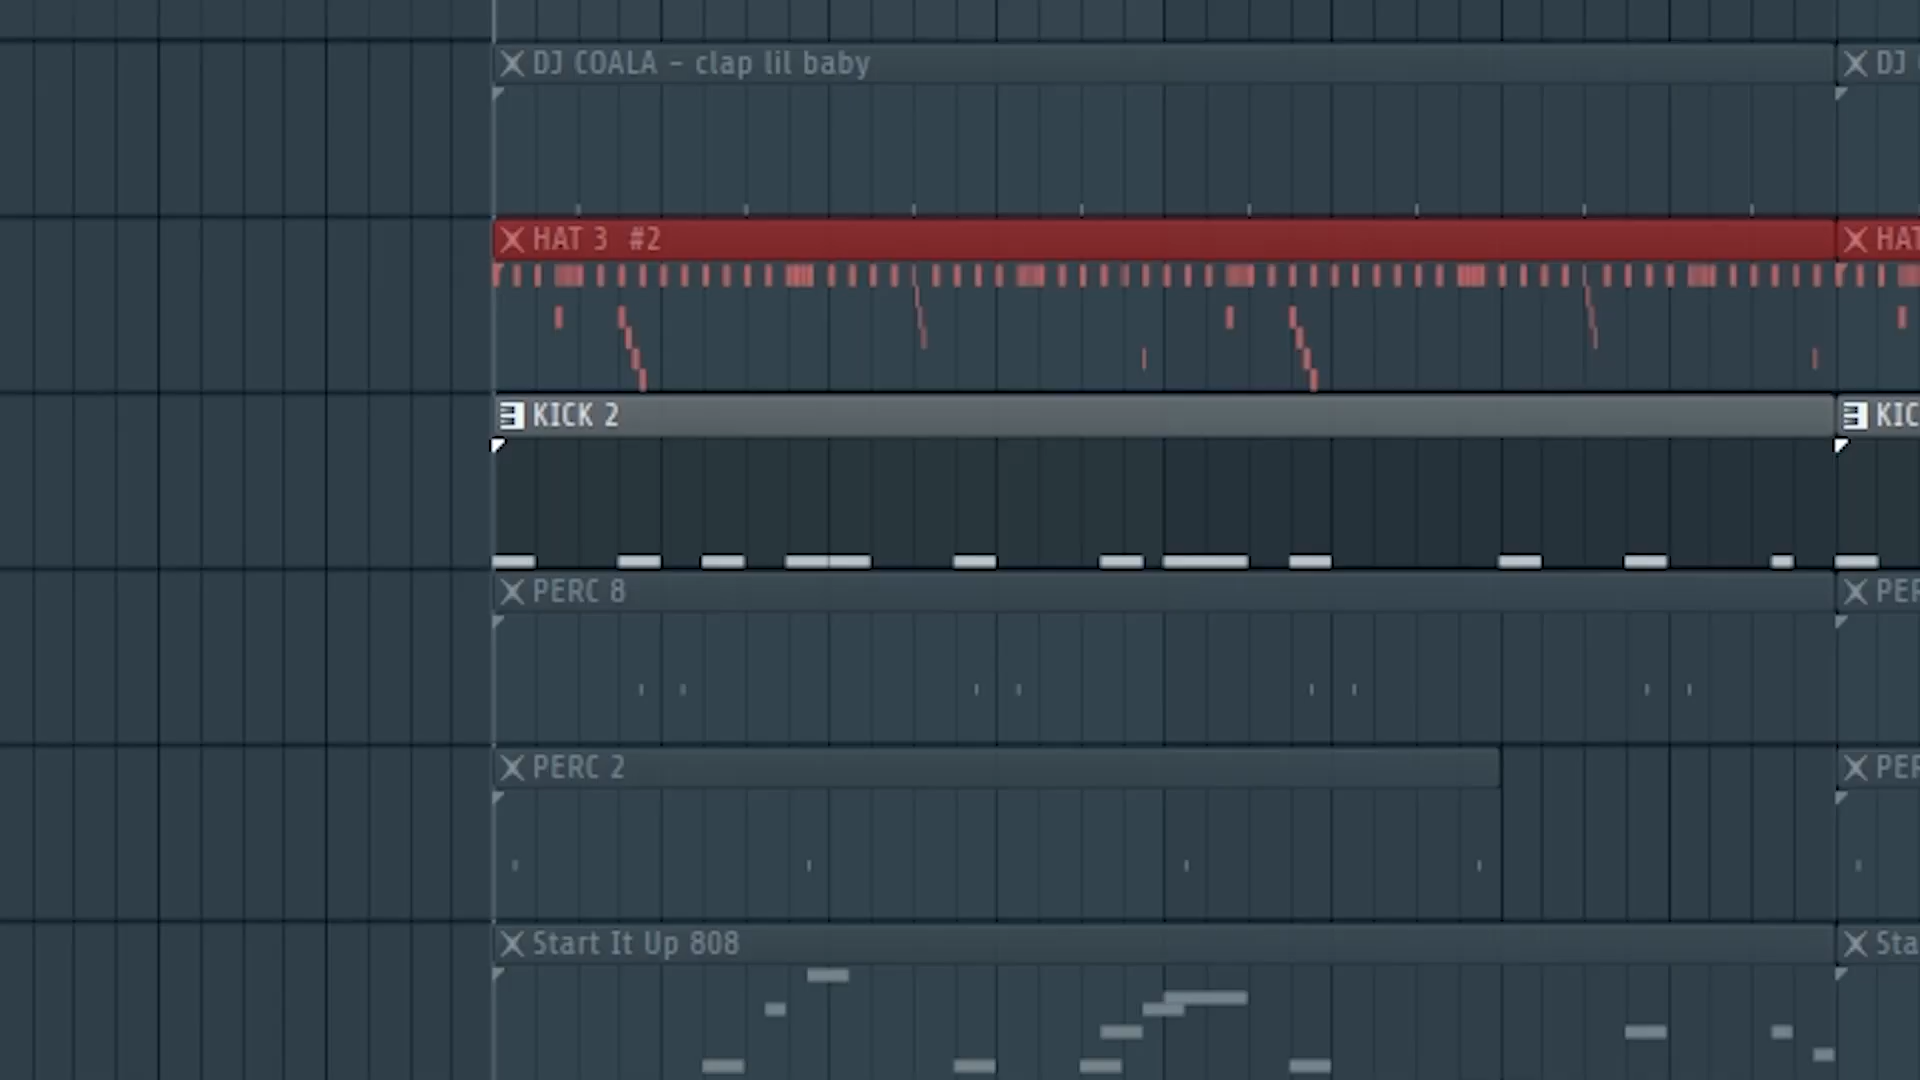 DJ COALA - clap lil baby
DJ
HAT 3 #2
HAT
KICK 2
KIC
PERC 8
PER
PERC 2
PER
Start It Up 808
Sta